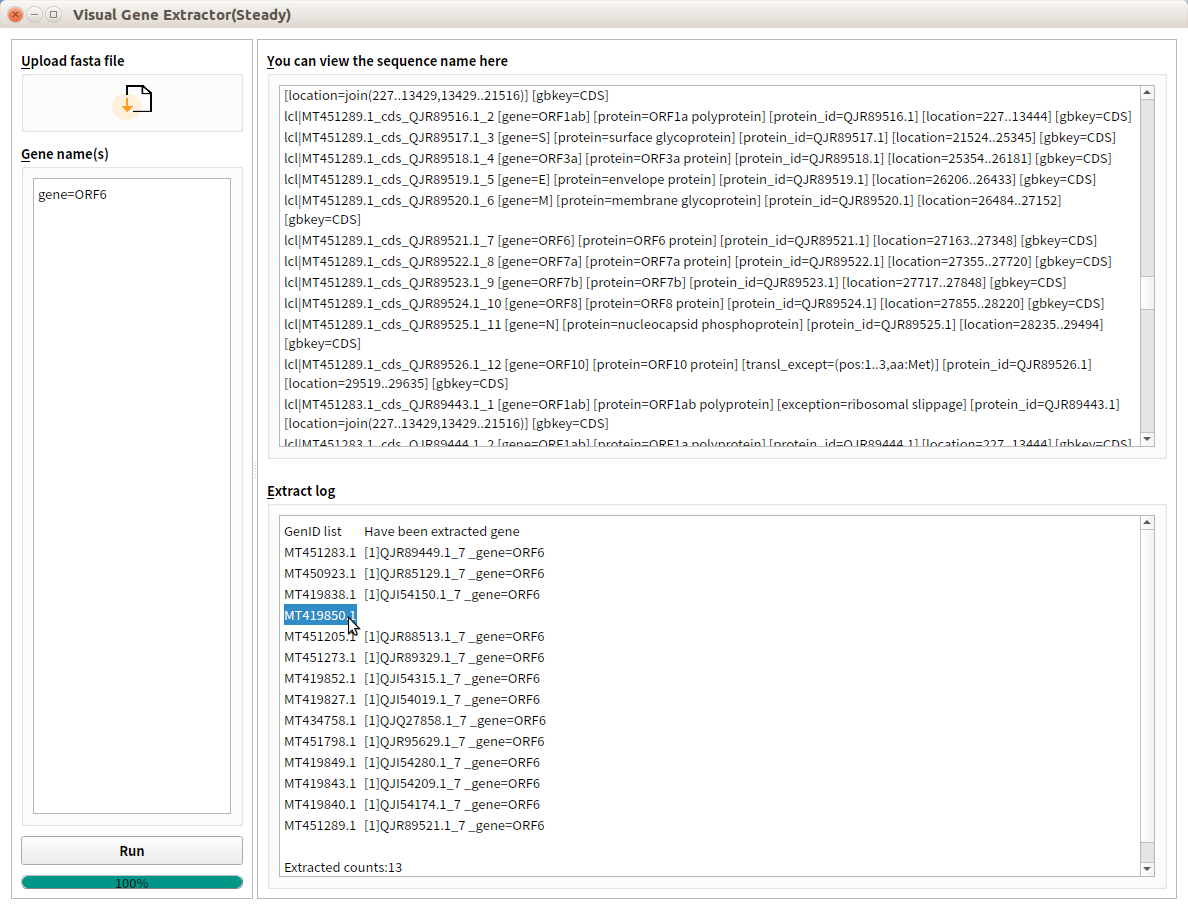 Visual Gene Extractor(Steady)
Upload fasta file
Gene name(s)
gene=ORF6
Run
100%
You can view the sequence name here
[location=join(227..13429,13429..21516)] [gbkey=CDS]
lcl|MT451289.1_cds_QJR89516.1_2 [gene=ORF1ab] [protein=ORF1a polyprotein] [protein_id=QJR89516.1] [location=227..13444] [gbkey=CDS]
lcl|MT451289.1_cds_QJR89517.1_3 [gene=S] [protein=surface glycoprotein] [protein_id=QJR89517.1] [location=21524..25345] [gbkey=CDS]
lcl|MT451289.1_cds_QJR89518.1_4 [gene=ORF3a] [protein=ORF3a protein] [protein_id=QJR89518.1] [location=25354..26181] [gbkey=CDS]
lcl|MT451289.1_cds_QJR89519.1_5 [gene=E] [protein=envelope protein] [protein_id=QJR89519.1] [location=26206..26433] [gbkey=CDS]
lcl|MT451289.1_cds_QJR89520.1_6 [gene=M] [protein=membrane glycoprotein] [protein_id=QJR89520.1] [location=26484..27152]
[gbkey=CDS]
lcl|MT451289.1_cds_QJR89521.1_7 [gene=ORF6] [protein=ORF6 protein] [protein_id=QJR89521.1] [location=27163..27348] [gbkey=CDS]
lcl|MT451289.1_cds_QJR89522.1_8 [gene=ORF7a] [protein=ORF7a protein] [protein_id=QJR89522.1] [location=27355..27720] [gbkey=CDS]
lcl|MT451289.1_cds_QJR89523.1_9 [gene=ORF7b] [protein=ORF7b] [protein_id=QJR89523.1] [location=27717..27848] [gbkey=CDS]
lcl|MT451289.1_cds_QJR89524.1_10 [gene=ORF8] [protein=ORF8 protein] [protein_id=QJR89524.1] [location=27855..28220] [gbkey=CDS]
lcl|MT451289.1_cds_QJR89525.1_11 [gene=N] [protein=nucleocapsid phosphoprotein] [protein_id=QJR89525.1] [location=28235..29494]
[gbkey=CDS]
lcl|MT451289.1_cds_QJR89526.1_12 [gene=ORF10] [protein=ORF10 protein] [transl_except=(pos:1..3,aa:Met)] [protein_id=QJR89526.1]
[location=29519..29635] [gbkey=CDS]
lcl|MT451283.1_cds_QJR89443.1_1 [gene=ORF1ab] [protein=ORF1ab polyprotein] [exception=ribosomal slippage] [protein_id=QJR89443.1]
[location=join(227..13429,13429..21516)] [gbkey=CDS]
lcl|MT451283.1_cds_QJR89444.1_2 [gene=ORF1ab] [protein=ORF1a polyprotein] [protein_id=QJR89444.1] [location=227..13444] [gbkey=CDS]
Extract log
GenID list Have been extracted gene
MT451283.1 [1]QJR89449.1_7 _gene=ORF6
MT450923.1 [1]QJR85129.1_7 _gene=ORF6
MT419838.1 [1]QJI54150.1_7 _gene=ORF6
MT419850.1
MT451205.1 [1]QJR88513.1_7 _gene=ORF6
MT451273.1 [1]QJR89329.1_7 _gene=ORF6
MT419852.1 [1]QJI54315.1_7 _gene=ORF6
MT419827.1 [1]QJI54019.1_7 _gene=ORF6
MT434758.1 [1]QJQ27858.1_7 _gene=ORF6
MT451798.1 [1]QJR95629.1_7 _gene=ORF6
MT419849.1 [1]QJI54280.1_7 _gene=ORF6
MT419843.1 [1]QJI54209.1_7 _gene=ORF6
MT419840.1 [1]QJI54174.1_7 _gene=ORF6
MT451289.1 [1]QJR89521.1_7 _gene=ORF6
Extracted counts:13